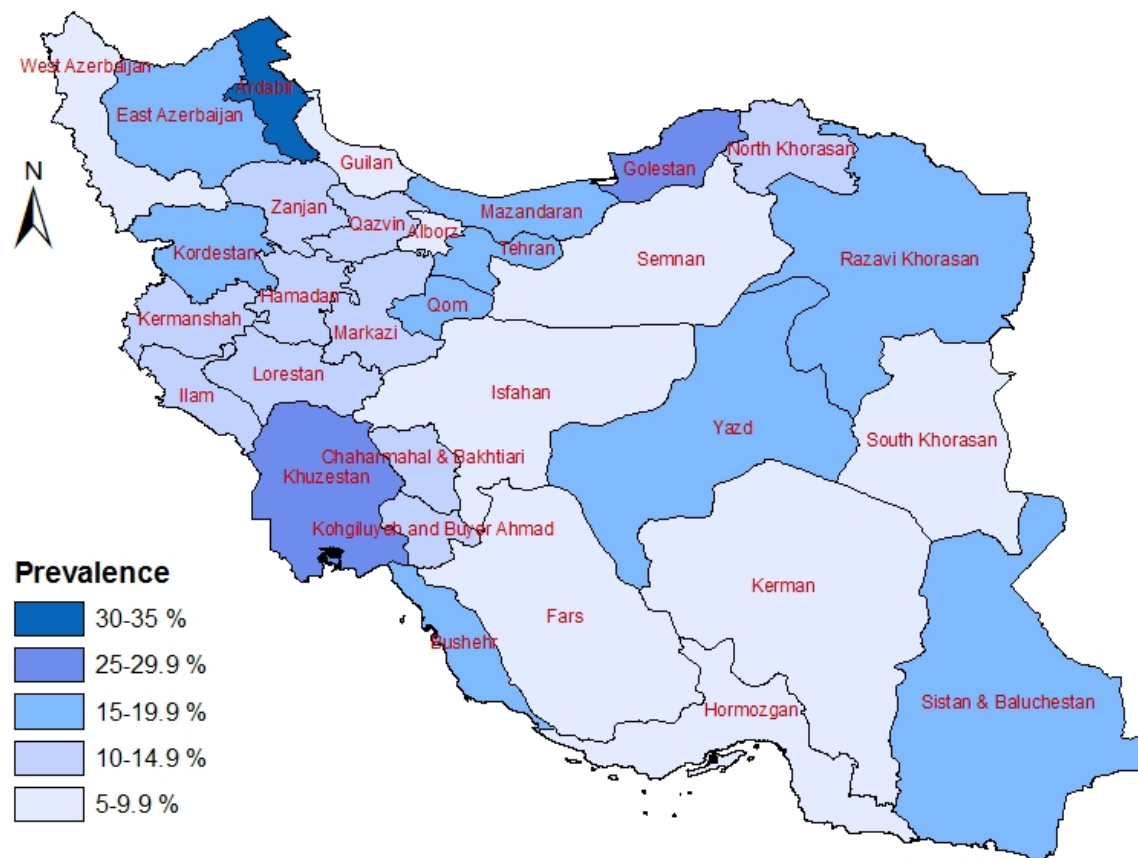 West Azerbaijan
Ardabil
East Azerbaijan
Guilan
Golestan
North Khorasan
N
Zanjan
Mazandaran
Qazvin
Alborz
Tehran
Kordestan
Semnan
Razavi Khorasan
Hamadan
Qom
Kermanshah
Markazi
Lorestan
Isfahan
Ilam
Yazd
South Khorasan
Chaharmahal & Bakhtiari
Khuzestan
Kohgiluyeh and Buyer Ahmad
Kerman
Fars
Bushehr
Sistan & Baluchestan
Hormozgan
Prevalence
30-35 %
25-29.9 %
15-19.9 %
10-14.9 %
5-9.9 %